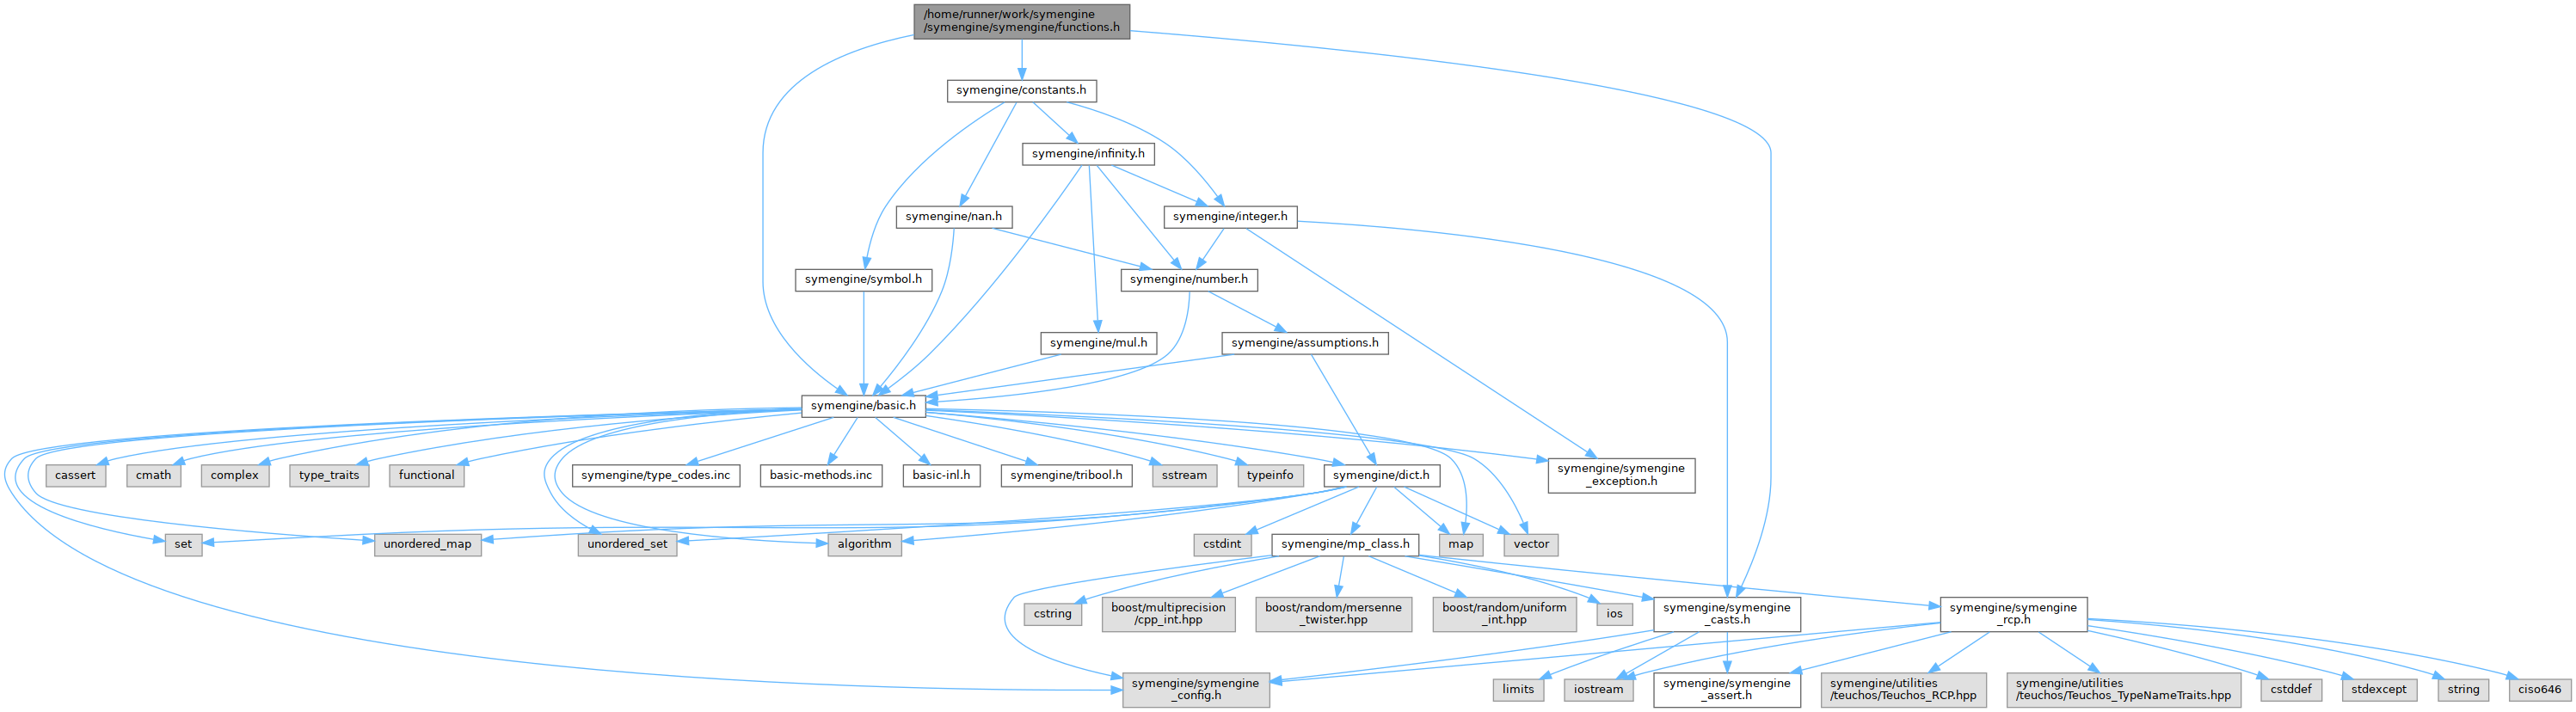 /home/runner/work/symengine
/symengine/symengine/functions.h
symengine/constants.h
symengine/infinity.h
symengine/nan.h
symengine/integer.h
symengine/symbol.h
symengine/number.h
symengine/mul.h
symengine/assumptions.h
symengine/basic.h
cassert
cmath
complex
type_traits
functional
symengine/type_codes.inc
basic-methods.inc
basic-inl.h
symengine/tribool.h
sstream
typeinfo
symengine/dict.h
symengine/symengine
_exception.h
set
unordered_map
unordered_set
algorithm
cstdint
symengine/mp_class.h
map
vector
cstring
boost/multiprecision
/cpp_int.hpp
boost/random/mersenne
_twister.hpp
boost/random/uniform
_int.hpp
ios
symengine/symengine
_casts.h
symengine/symengine
_rcp.h
symengine/symengine
_config.h
limits
iostream
symengine/symengine
_assert.h
symengine/utilities
/teuchos/Teuchos_RCP.hpp
symengine/utilities
/teuchos/Teuchos_TypeNameTraits.hpp
cstddef
stdexcept
string
ciso646